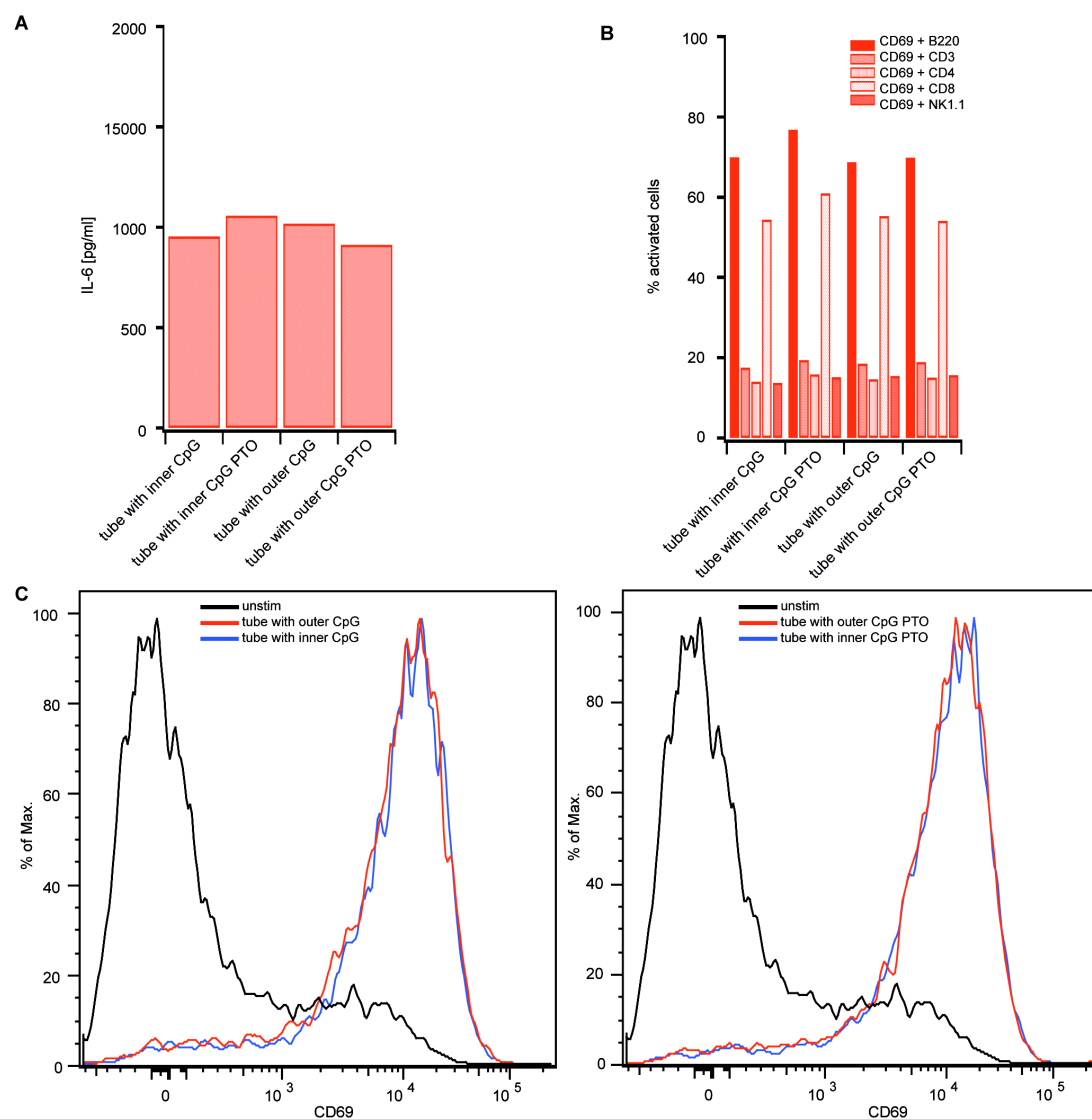 A
2000
15000
1000
500
0
IL-6 [pg/ml]
tube with inner CpG
tube with inner CpG PTO
tube with outer CpG
tube with outer CpG PTO
B
100
80
60
40
20
0
% activated cells
CD69 + B220
CD69 + CD3
CD69 + CD4
CD69 + CD8
CD69 + NK1.1
tube with inner CpG
tube with inner CpG PTO
tube with outer CpG
tube with outer CpG PTO
C
unstim
tube with outer CpG
tube with inner CpG
100
80
60
40
20
0
% of Max.
0
10 3
10 4
10 5
CD69
unstim
tube with outer CpG PTO
tube with inner CpG PTO
100
80
60
40
20
0
% of Max.
0
10 3
10 4
10 5
CD69